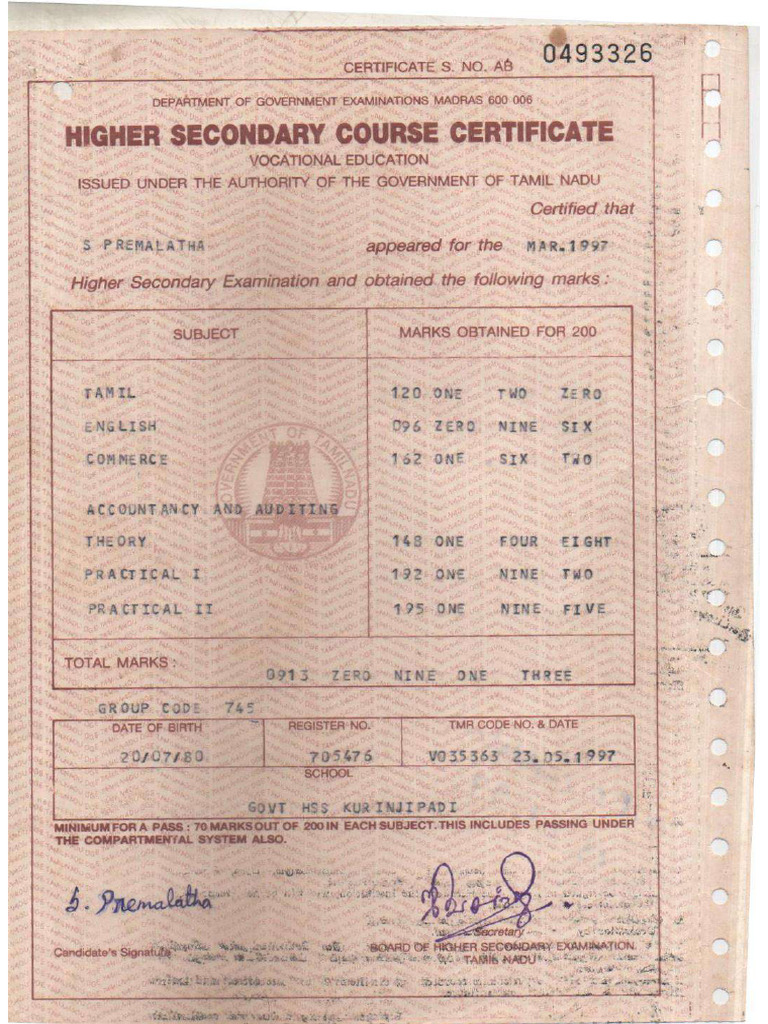 CERTIFICATE S. NO. AB 0493326
DEPARTMENT OF GOVERNMENT EXAMINATIONS MADRAS 600 006
HIGHER SECONDARY COURSE CERTIFICATE
VOCATIONAL EDUCATION
ISSUED UNDER THE AUTHORITY OF THE GOVERNMENT OF TAMIL NADU
Certified that
S PREMALATHA appeared for the MAR.1997
Higher Secondary Examination and obtained the following marks :
SUBJECT MARKS OBTAINED FOR 200
TAMIL 120 ONE TWO ZERO
ENGLISH 096 ZERO NINE SIX
COMMERCE 162 ONE SIX TWO
GOVERNMENT OF TAMILNADU
ACCOUNTANCY AND AUDITING
THEORY 148 ONE FOUR EIGHT
PRACTICAL I 192 ONE NINE TWO
PRACTICAL II 195 ONE NINE FIVE
TOTAL MARKS : 0913 ZERO NINE ONE THREE
GROUP CODE 745
DATE OF BIRTH REGISTER NO. TMR CODE NO. & DATE
20/07/80 705476 V035363 23.05.1997
SCHOOL
GOVT HSS KURINJIPADI
MINIMUM FOR A PASS : 70 MARKS OUT OF 200 IN EACH SUBJECT. THIS INCLUDES PASSING UNDER
THE COMPARTMENTAL SYSTEM ALSO.
S. Premalatha
Secretary
Candidate's Signature BOARD OF HIGHER SECONDARY EXAMINATION
TAMIL NADU